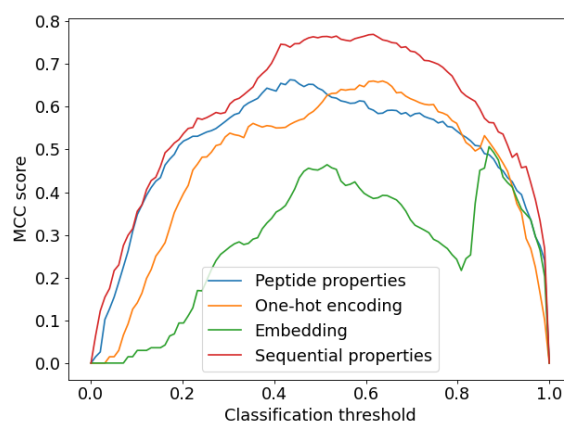 0.8
0.7
0.6
0.5
0.4
0.3
0.2
0.1
0.0
MCC score
Peptide properties
One-hot encoding
Embedding
Sequential properties
0.0 0.2 0.4 0.6 0.8 1.0
Classification threshold